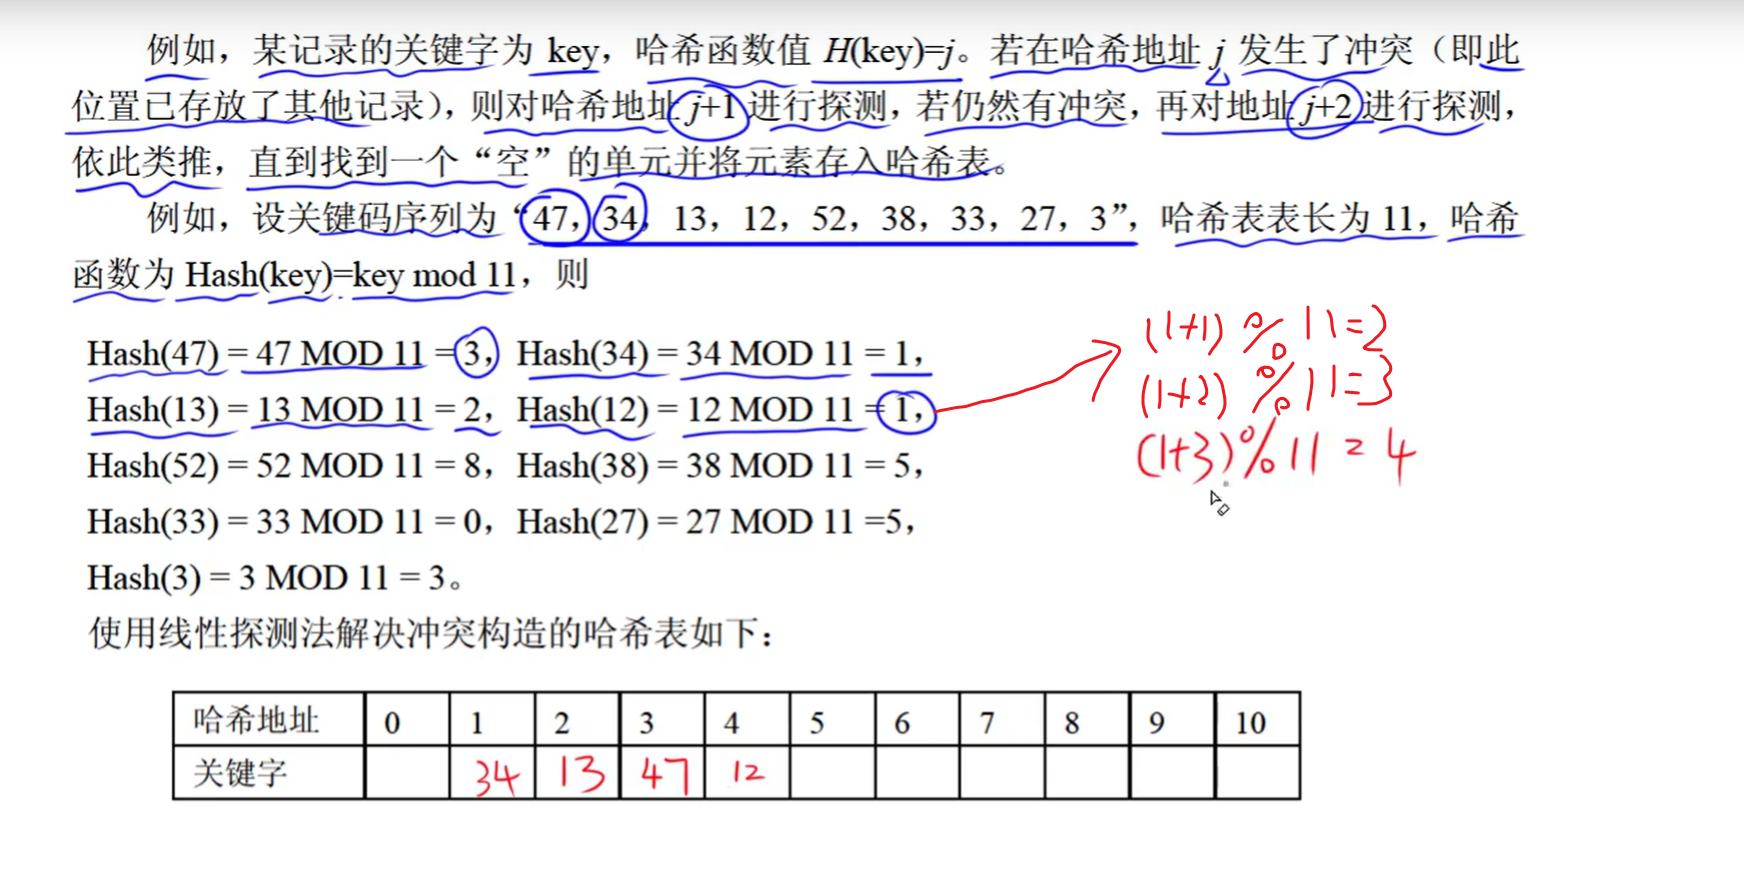 例如，某记录的关键字为 key，哈希函数值 H(key)=j。若在哈希地址 j 发生了冲突（即此
位置已存放了其他记录），则对哈希地址 j+1 进行探测，若仍然有冲突，再对地址 j+2 进行探测，
依此类推，直到找到一个“空”的单元并将元素存入哈希表。
例如，设关键码序列为“47，34，13，12，52，38，33，27，3”，哈希表表长为 11，哈希
函数为 Hash(key)=key mod 11，则
Hash(47) = 47 MOD 11 = 3，Hash(34) = 34 MOD 11 = 1，
Hash(13) = 13 MOD 11 = 2，Hash(12) = 12 MOD 11 = 1，
Hash(52) = 52 MOD 11 = 8，Hash(38) = 38 MOD 11 = 5，
Hash(33) = 33 MOD 11 = 0，Hash(27) = 27 MOD 11 =5，
Hash(3) = 3 MOD 11 = 3。
(1+1) % 11=2
(1+2) % 11=3
(1+3)%11 = 4
使用线性探测法解决冲突构造的哈希表如下：
哈希地址 0 1 2 3 4 5 6 7 8 9 10
关键字 34 13 47 12